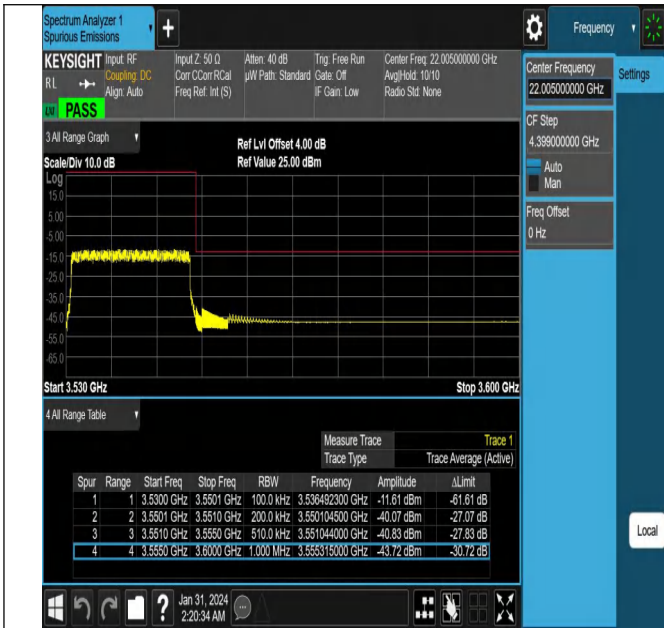 Spectrum Analyzer 1
Spurious Emissions
Frequency
KEYSIGHT
RL
Input: RF
Coupling: DC
Align: Auto
Input Z: 50 Ω
Corr CCorr RCal
Freq Ref: Int (S)
Atten: 40 dB
µW Path: Standard
Trig: Free Run
Gate: Off
IF Gain: Low
Center Freq: 22.005000000 GHz
Avg|Hold: 10/10
Radio Std: None
PASS
Center Frequency
22.005000000 GHz
Settings
CF Step
4.399000000 GHz
Auto
Man
Freq Offset
0 Hz
3 All Range Graph
Scale/Div 10.0 dB
Ref Lvl Offset 4.00 dB
Ref Value 25.00 dBm
Log
15.0
5.00
-5.00
-15.0
-25.0
-35.0
-45.0
-55.0
-65.0
Start 3.530 GHz
Stop 3.600 GHz
4 All Range Table
Measure Trace Trace 1
Trace Type Trace Average (Active)
Spur Range Start Freq Stop Freq RBW Frequency Amplitude ΔLimit
1 1 3.5300 GHz 3.5501 GHz 100.0 kHz 3.536492300 GHz -11.61 dBm -61.61 dB
2 2 3.5501 GHz 3.5510 GHz 200.0 kHz 3.550104500 GHz -40.07 dBm -27.07 dB
3 3 3.5510 GHz 3.5550 GHz 510.0 kHz 3.551044000 GHz -40.83 dBm -27.83 dB
4 4 3.5550 GHz 3.6000 GHz 1.000 MHz 3.555315000 GHz -43.72 dBm -30.72 dB
Local
?
Jan 31, 2024
2:20:34 AM